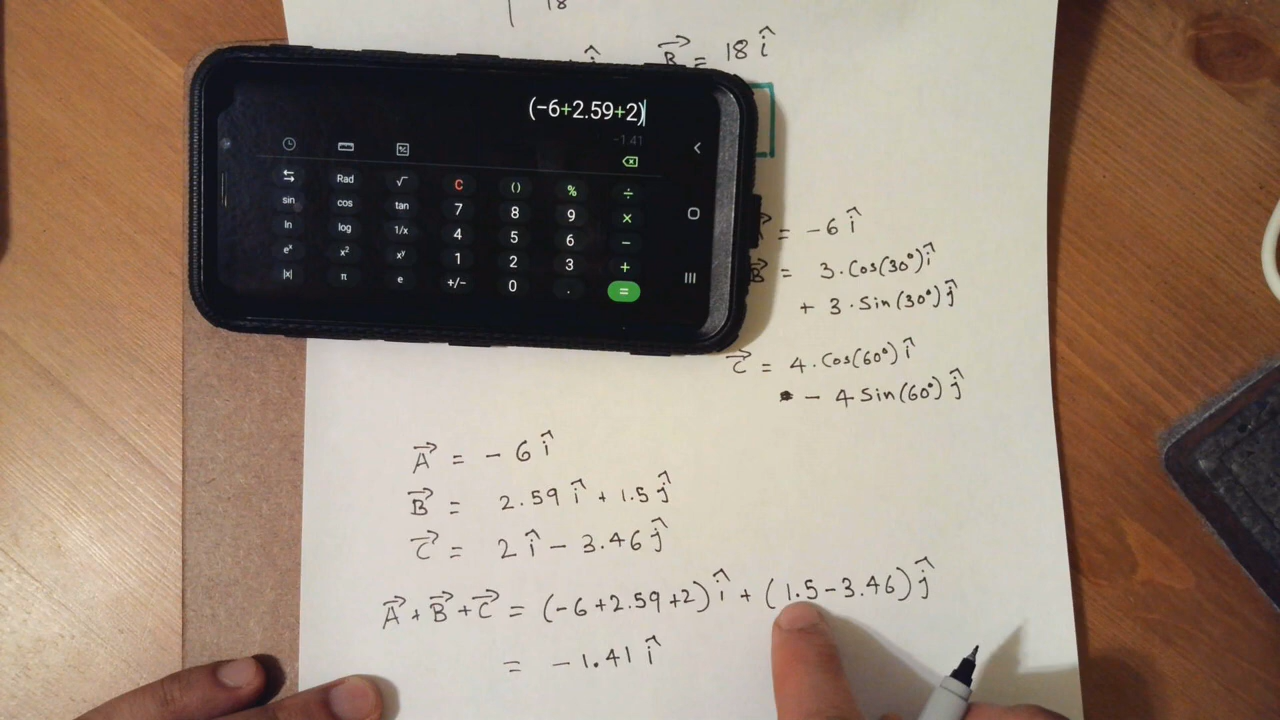 18
B = 18 î
(−6+2.59+2)
−1.41
Rad √ C () % ÷
sin cos tan 7 8 9 ×
ln log 1/x 4 5 6 −
eˣ x² xʸ 1 2 3 +
|x| π e +/− 0 . =
A⃗ = −6 î
B⃗ = 3·Cos(30°) î
+ 3·Sin(30°) ĵ
C⃗ = 4·Cos(60°) î
− 4 Sin(60°) ĵ
A⃗ = −6 î
B⃗ = 2.59 î + 1.5 ĵ
C⃗ = 2 î − 3.46 ĵ
A⃗ + B⃗ + C⃗ = (−6+2.59+2) î + (1.5−3.46) ĵ
= −1.41 î